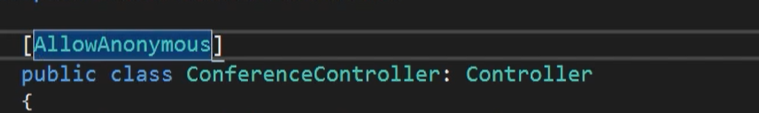 [AllowAnonymous]
public class ConferenceController: Controller
{